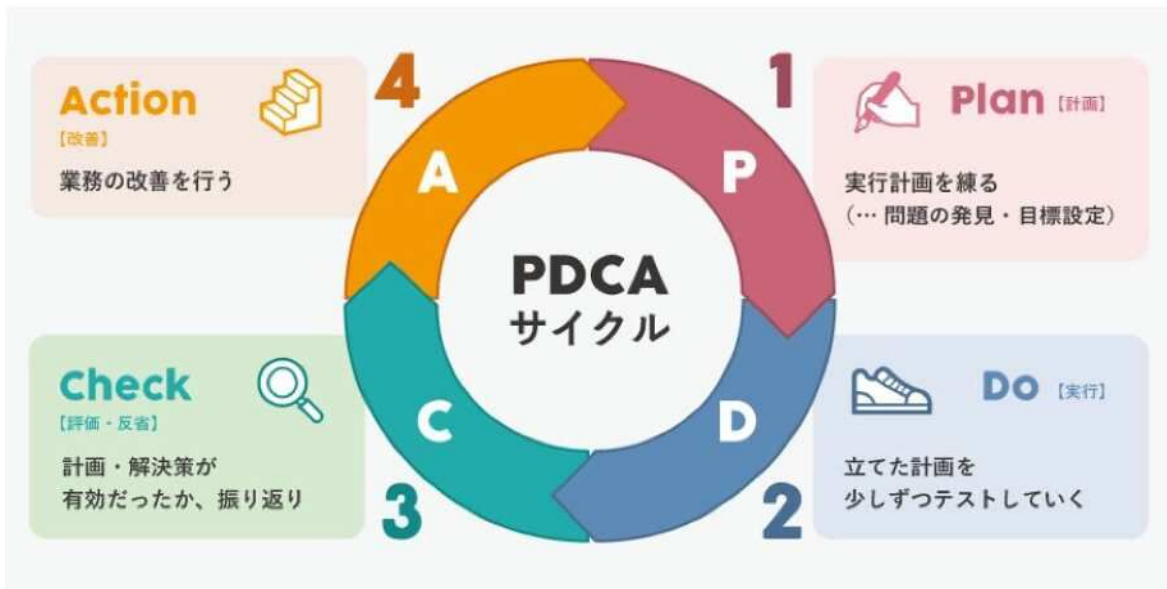 4
Action
【改善】
業務の改善を行う
1
Plan【計画】
実行計画を練る
（… 問題の発見・目標設定）
A
P
PDCA
サイクル
Check
【評価・反省】
計画・解決策が
有効だったか、振り返り
3
Do【実行】
立てた計画を
少しずつテストしていく
2
C
D